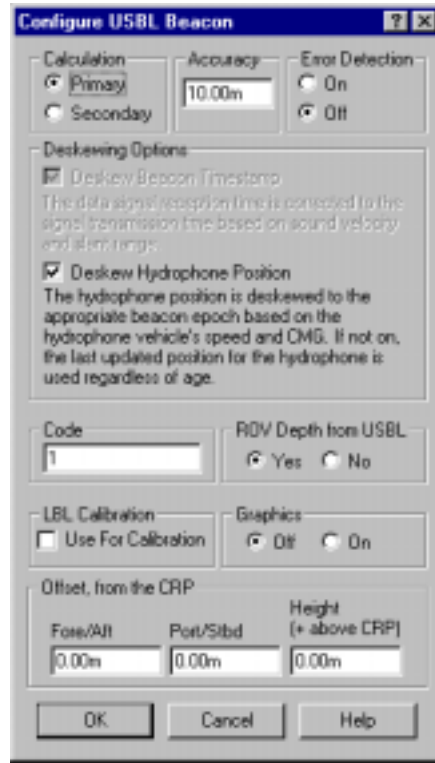 Configure USBL Beacon
Calculation
Primary
Secondary
Accuracy
10.00m
Error Detection
On
Off
Deskewing Options
Deskew Beacon Timestamp
The data signal reception time is corrected to the
signal transmission time based on sound velocity
and slant range.
Deskew Hydrophone Position
The hydrophone position is deskewed to the
appropriate beacon epoch based on the
hydrophone vehicle's speed and CMG. If not on,
the last updated position for the hydrophone is
used regardless of age.
Code
1
ROV Depth from USBL
Yes No
LBL Calibration
Use For Calibration
Graphics
Off On
Offset, from the CRP
Fore/Aft
Port/Stbd
Height
(+ above CRP)
0.00m 0.00m 0.00m
OK Cancel Help